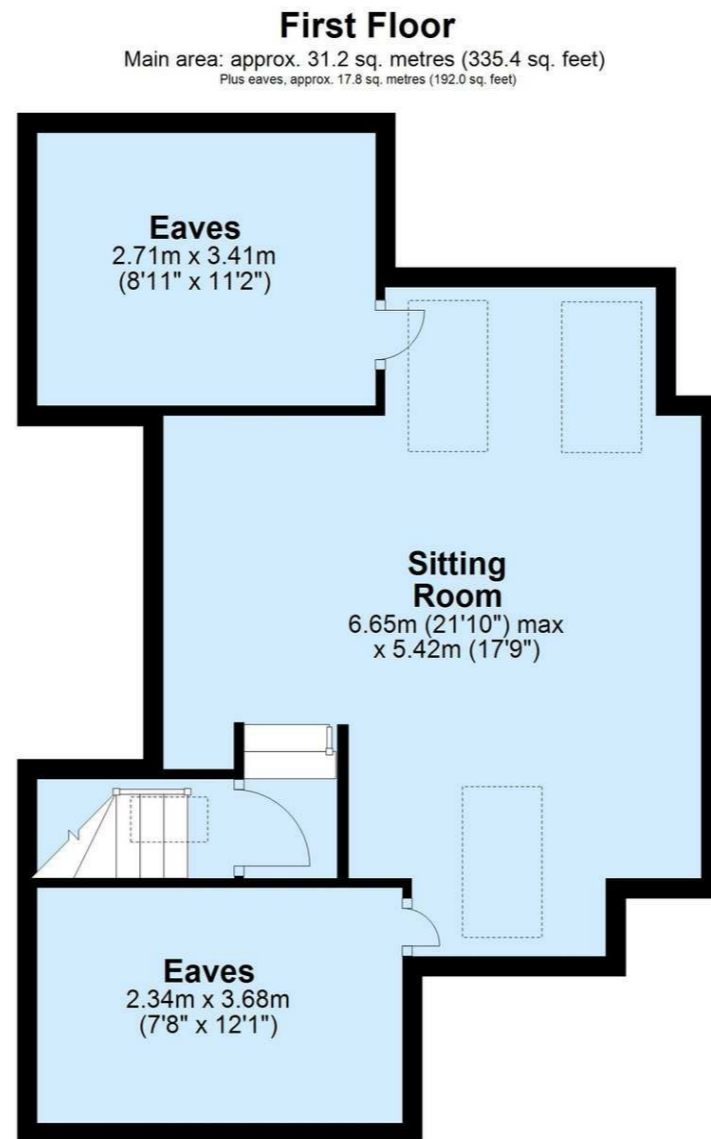 First Floor
Main area: approx. 31.2 sq. metres (335.4 sq. feet)
Plus eaves, approx. 17.8 sq. metres (192.0 sq. feet)
Eaves
2.71m x 3.41m
(8'11" x 11'2")
Sitting
Room
6.65m (21'10") max
x 5.42m (17'9")
Eaves
2.34m x 3.68m
(7'8" x 12'1")